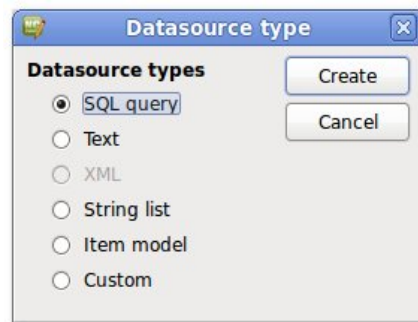 Datasource type
Datasource types
SQL query
Text
XML
String list
Item model
Custom
Create
Cancel